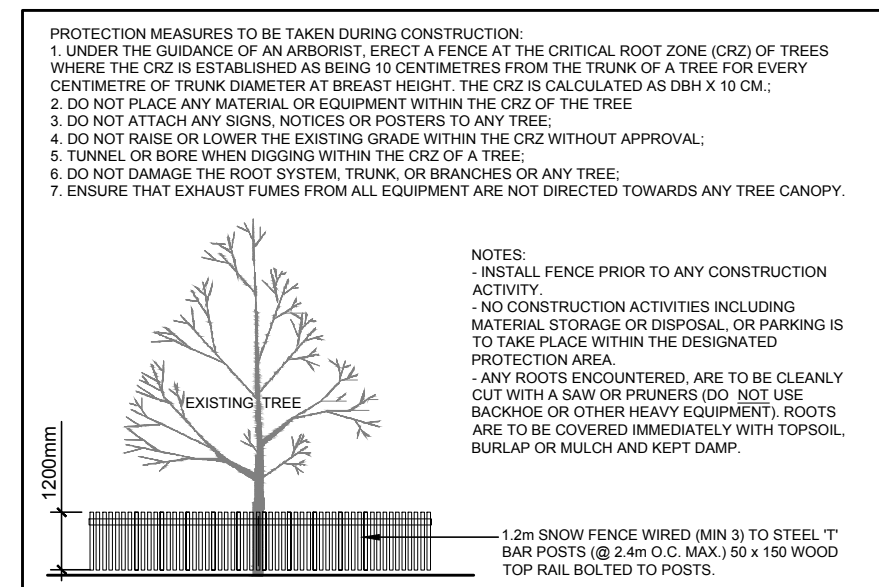 PROTECTION MEASURES TO BE TAKEN DURING CONSTRUCTION:
1. UNDER THE GUIDANCE OF AN ARBORIST, ERECT A FENCE AT THE CRITICAL ROOT ZONE (CRZ) OF TREES
WHERE THE CRZ IS ESTABLISHED AS BEING 10 CENTIMETRES FROM THE TRUNK OF A TREE FOR EVERY
CENTIMETRE OF TRUNK DIAMETER AT BREAST HEIGHT. THE CRZ IS CALCULATED AS DBH X 10 CM.;
2. DO NOT PLACE ANY MATERIAL OR EQUIPMENT WITHIN THE CRZ OF THE TREE
3. DO NOT ATTACH ANY SIGNS, NOTICES OR POSTERS TO ANY TREE;
4. DO NOT RAISE OR LOWER THE EXISTING GRADE WITHIN THE CRZ WITHOUT APPROVAL;
5. TUNNEL OR BORE WHEN DIGGING WITHIN THE CRZ OF A TREE;
6. DO NOT DAMAGE THE ROOT SYSTEM, TRUNK, OR BRANCHES OR ANY TREE;
7. ENSURE THAT EXHAUST FUMES FROM ALL EQUIPMENT ARE NOT DIRECTED TOWARDS ANY TREE CANOPY.
NOTES:
- INSTALL FENCE PRIOR TO ANY CONSTRUCTION
ACTIVITY.
- NO CONSTRUCTION ACTIVITIES INCLUDING
MATERIAL STORAGE OR DISPOSAL, OR PARKING IS
TO TAKE PLACE WITHIN THE DESIGNATED
PROTECTION AREA.
- ANY ROOTS ENCOUNTERED, ARE TO BE CLEANLY
CUT WITH A SAW OR PRUNERS (DO NOT USE
BACKHOE OR OTHER HEAVY EQUIPMENT). ROOTS
ARE TO BE COVERED IMMEDIATELY WITH TOPSOIL,
BURLAP OR MULCH AND KEPT DAMP.
EXISTING TREE
1200mm
1.2m SNOW FENCE WIRED (MIN 3) TO STEEL 'T'
BAR POSTS (@ 2.4m O.C. MAX.) 50 x 150 WOOD
TOP RAIL BOLTED TO POSTS.